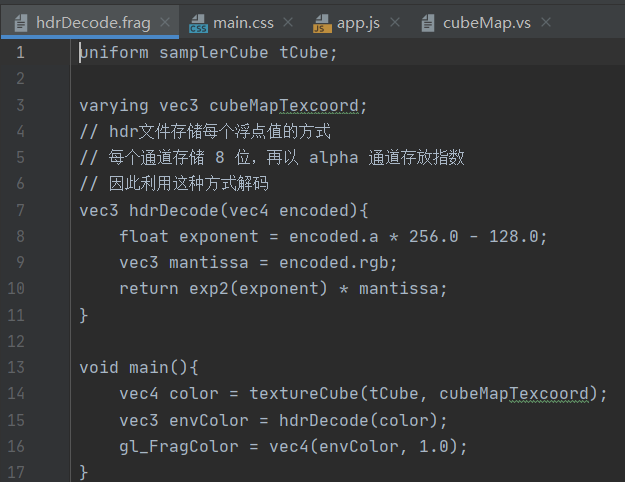 hdrDecode.frag main.css app.js cubeMap.vs
1 uniform samplerCube tCube;
2
3 varying vec3 cubeMapTexcoord;
4 // hdr文件存储每个浮点值的方式
5 // 每个通道存储 8 位，再以 alpha 通道存放指数
6 // 因此利用这种方式解码
7 vec3 hdrDecode(vec4 encoded){
8 float exponent = encoded.a * 256.0 - 128.0;
9 vec3 mantissa = encoded.rgb;
10 return exp2(exponent) * mantissa;
11 }
12
13 void main(){
14 vec4 color = textureCube(tCube, cubeMapTexcoord);
15 vec3 envColor = hdrDecode(color);
16 gl_FragColor = vec4(envColor, 1.0);
17 }